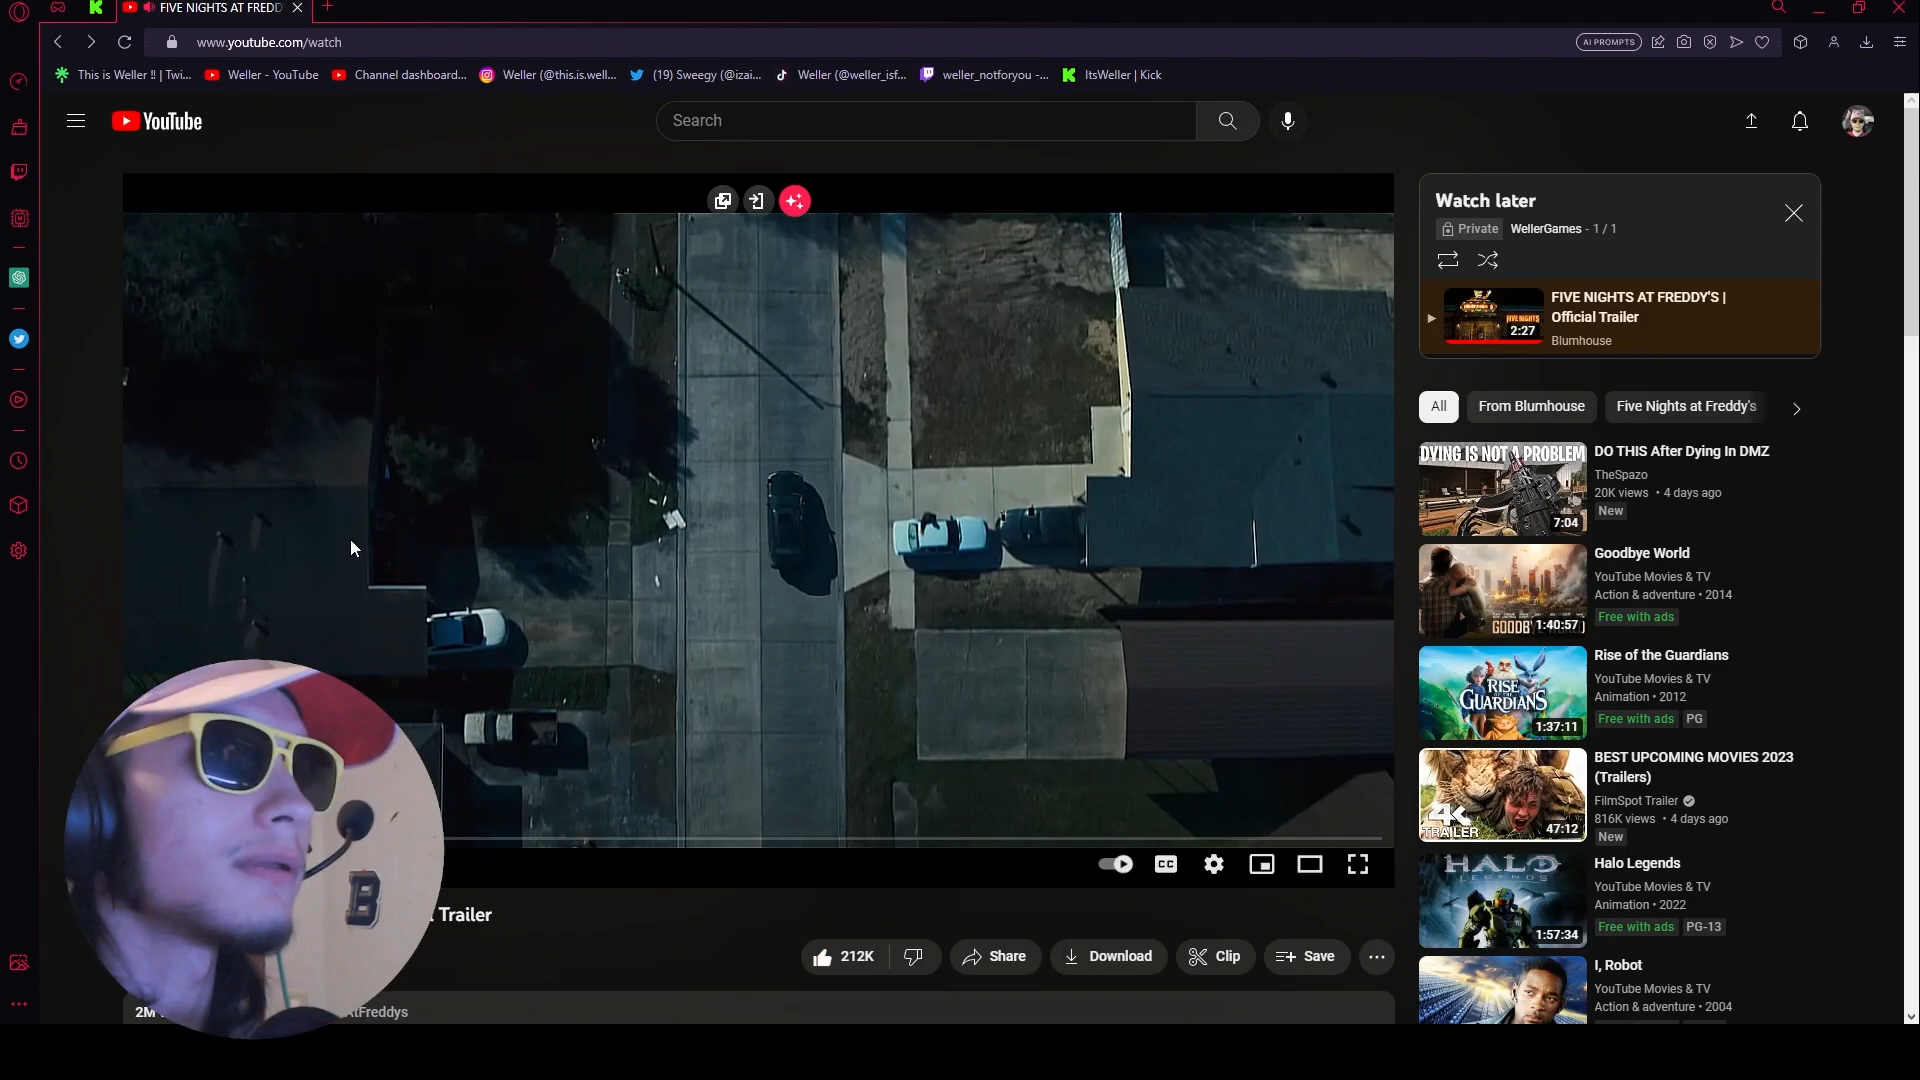 FIVE NIGHTS AT FREDD
www.youtube.com/watch
AI PROMPTS
This is Weller !! | Twi...
Weller - YouTube
Channel dashboard...
Weller (@this.is.well...
(19) Sweegy (@izai...
Weller (@weller_isf...
weller_notforyou -...
ItsWeller | Kick
YouTube
Search
Watch later
Private
WellerGames - 1 / 1
FIVE NIGHTS AT FREDDY'S |
Official Trailer
Blumhouse
2:27
All
From Blumhouse
Five Nights at Freddy's
DYING IS NOT A PROBLEM
7:04
DO THIS After Dying In DMZ
TheSpazo
20K views • 4 days ago
New
1:40:57
Goodbye World
YouTube Movies & TV
Action & adventure • 2014
Free with ads
RISE OF THE GUARDIANS
1:37:11
Rise of the Guardians
YouTube Movies & TV
Animation • 2012
Free with ads
PG
4K
TRAILER
47:12
BEST UPCOMING MOVIES 2023
(Trailers)
FilmSpot Trailer
816K views • 4 days ago
New
HALO
LEGENDS
1:57:34
Halo Legends
YouTube Movies & TV
Animation • 2022
Free with ads
PG-13
I, Robot
YouTube Movies & TV
Action & adventure • 2004
CC
B
Trailer
212K
Share
Download
Clip
Save
...
2M
AtFreddys